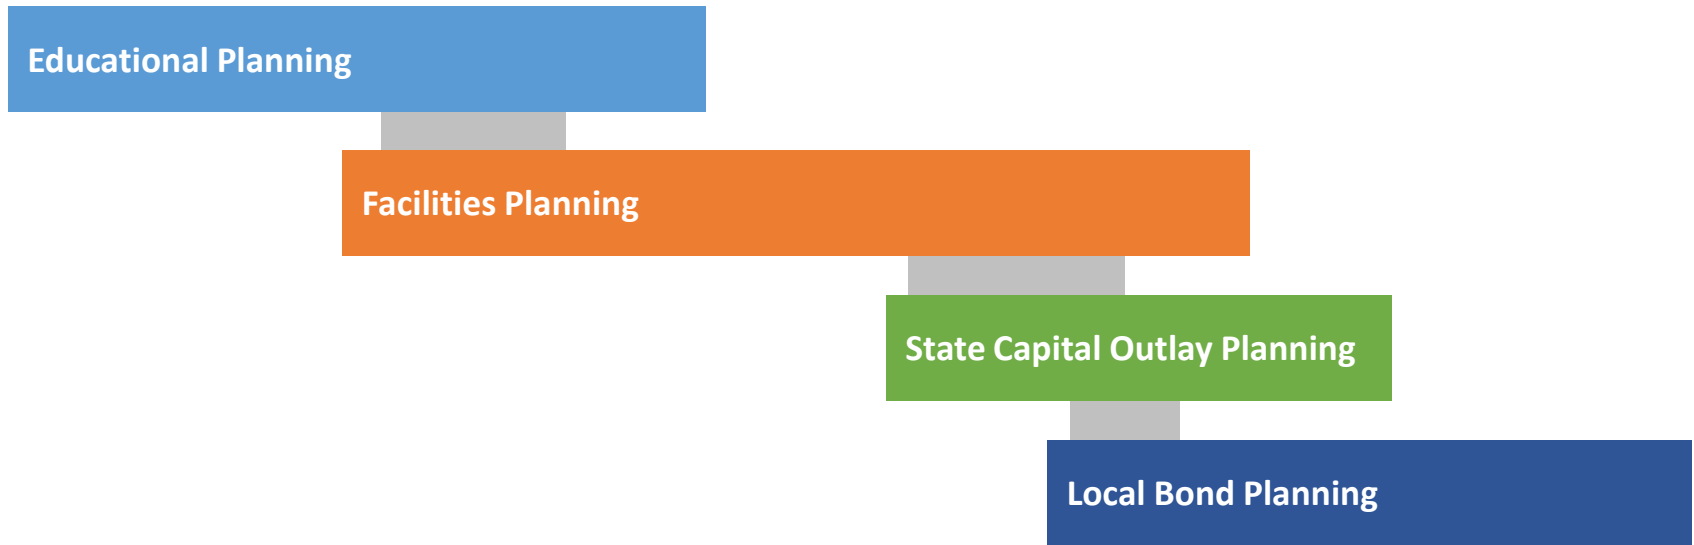 Educational Planning
Facilities Planning
State Capital Outlay Planning
Local Bond Planning